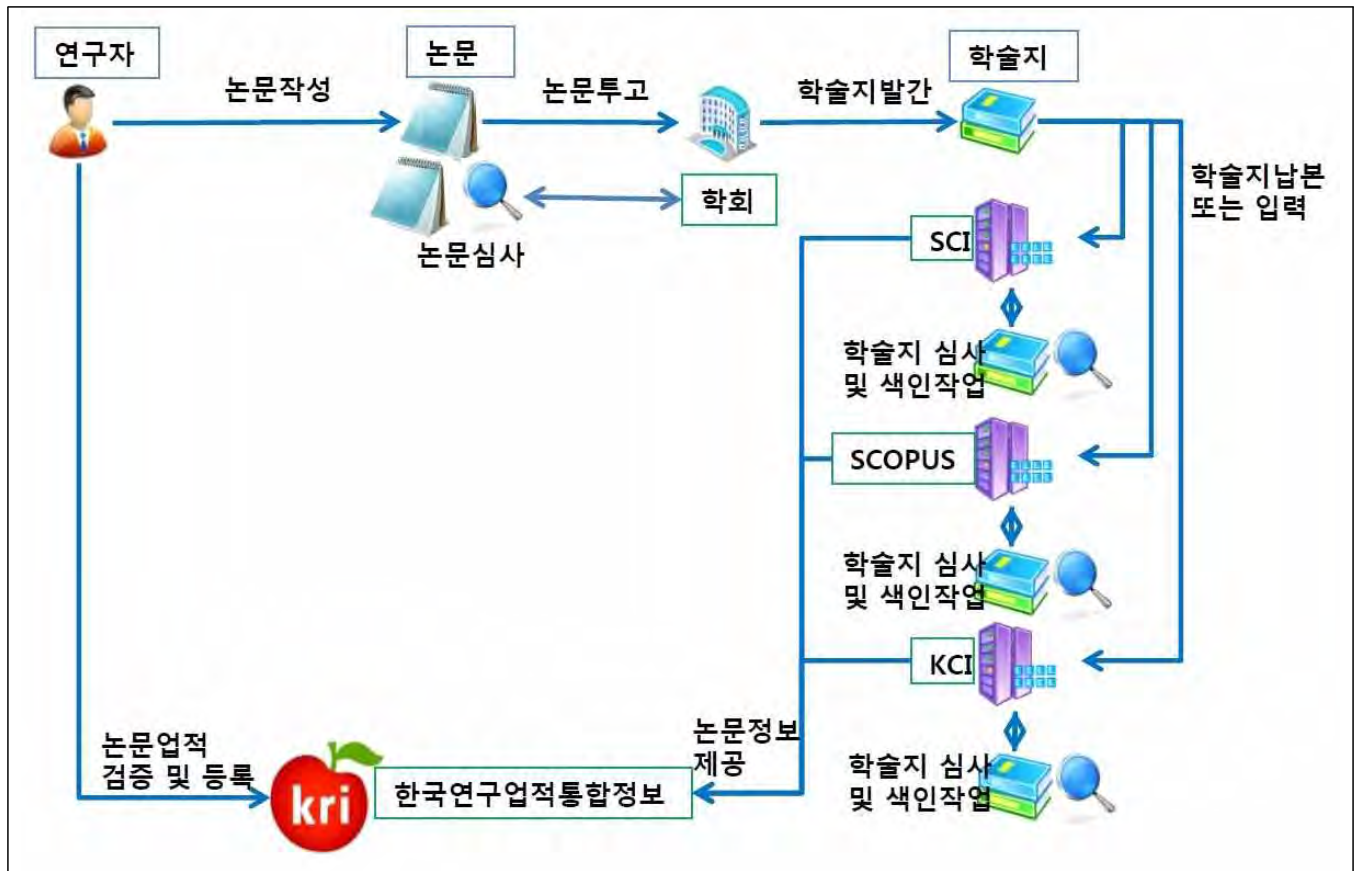 연구자
논문
학술지
논문작성
논문투고
학술지발간
학회
논문심사
학술지납본
또는 입력
SCI
학술지 심사
및 색인작업
SCOPUS
학술지 심사
및 색인작업
KCI
학술지 심사
및 색인작업
논문정보
제공
논문업적
검증 및 등록
kri
한국연구업적통합정보